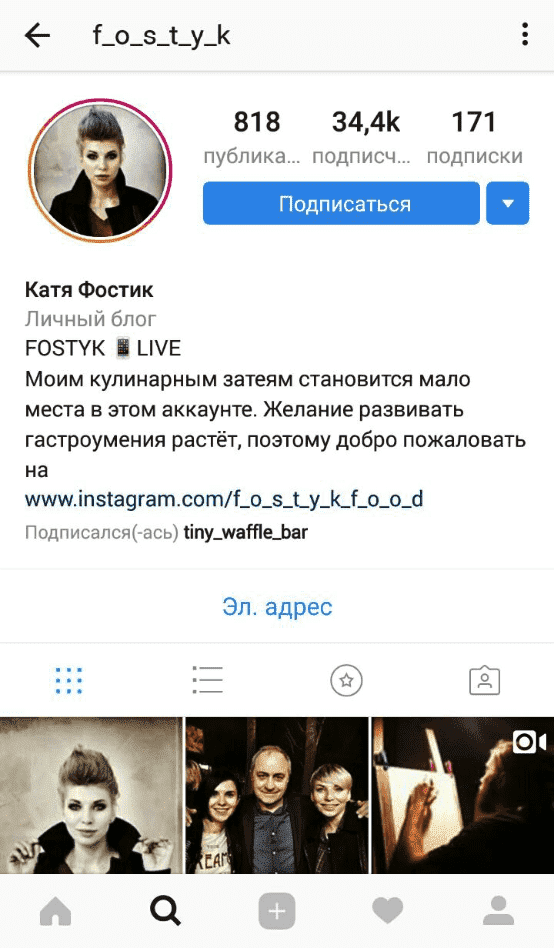 f_o_s_t_y_k
818 34,4k 171
публика... подписч... подписки
Подписаться
Катя Фостик
Личный блог
FOSTYK 📱LIVE
Моим кулинарным затеям становится мало
места в этом аккаунте. Желание развивать
гастроумения растёт, поэтому добро пожаловать
на
www.instagram.com/f_o_s_t_y_k_f_o_o_d
Подписался(-ась) tiny_waffle_bar
Эл. адрес
REAM